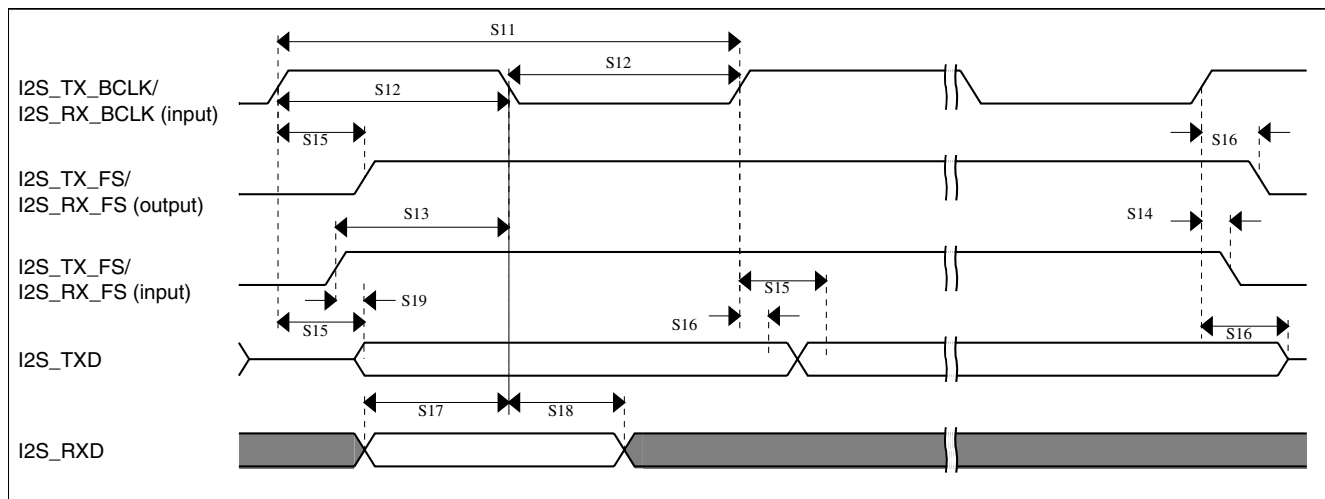 S11
S12
I2S_TX_BCLK/
I2S_RX_BCLK (input)
S12
S15
S16
I2S_TX_FS/
I2S_RX_FS (output)
S13
S14
I2S_TX_FS/
I2S_RX_FS (input)
S15
S19
S16
S15
S16
I2S_TXD
S17
S18
I2S_RXD